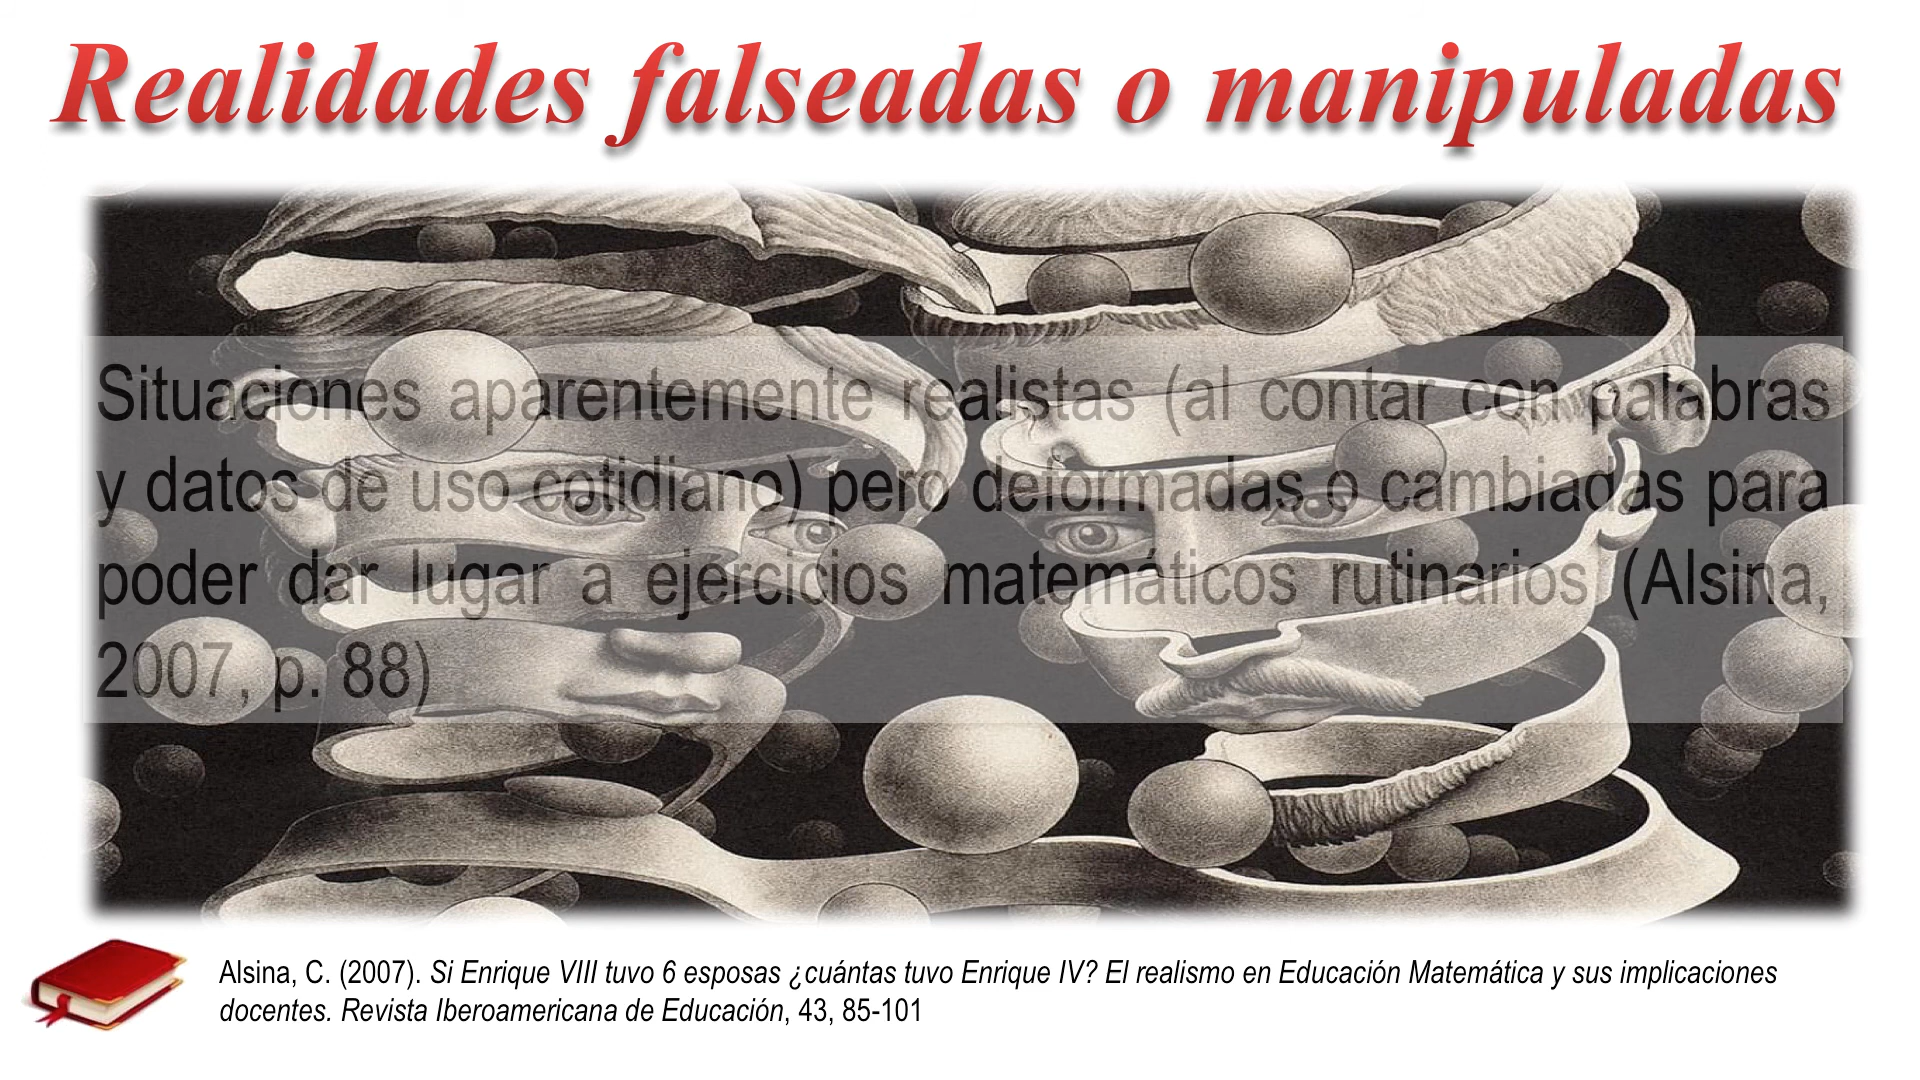 Realidades falseadas o manipuladas
Situaciones aparentemente realistas (al contar con palabras
y datos de uso cotidiano) pero deformadas o cambiadas para
poder dar lugar a ejercicios matemáticos rutinarios (Alsina,
2007, p. 88)
Alsina, C. (2007). Si Enrique VIII tuvo 6 esposas ¿cuántas tuvo Enrique IV? El realismo en Educación Matemática y sus implicaciones
docentes. Revista Iberoamericana de Educación, 43, 85-101